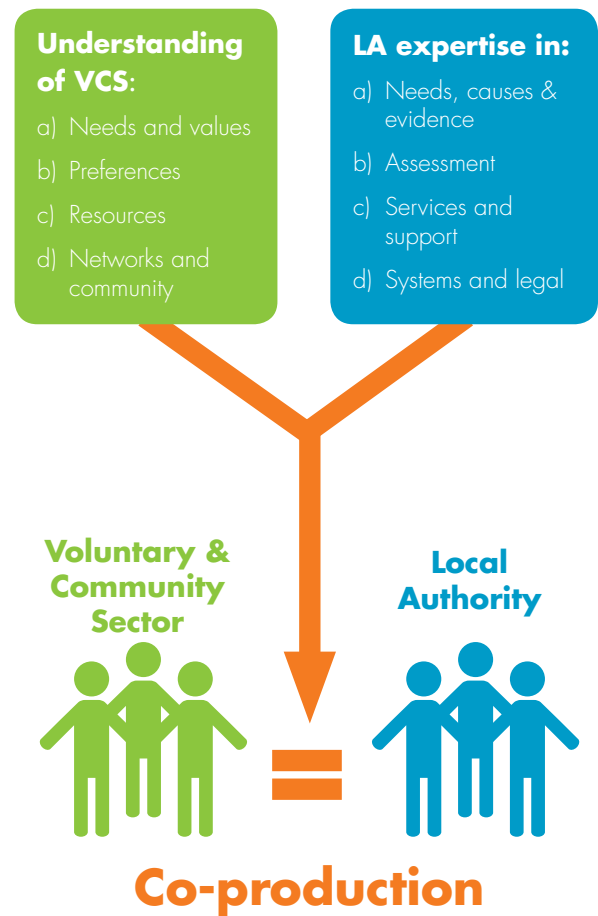 Understanding
of VCS:
a) Needs and values
b) Preferences
c) Resources
d) Networks and
community
LA expertise in:
a) Needs, causes &
evidence
b) Assessment
c) Services and
support
d) Systems and legal
Voluntary &
Community
Sector
Local
Authority
=
Co-production